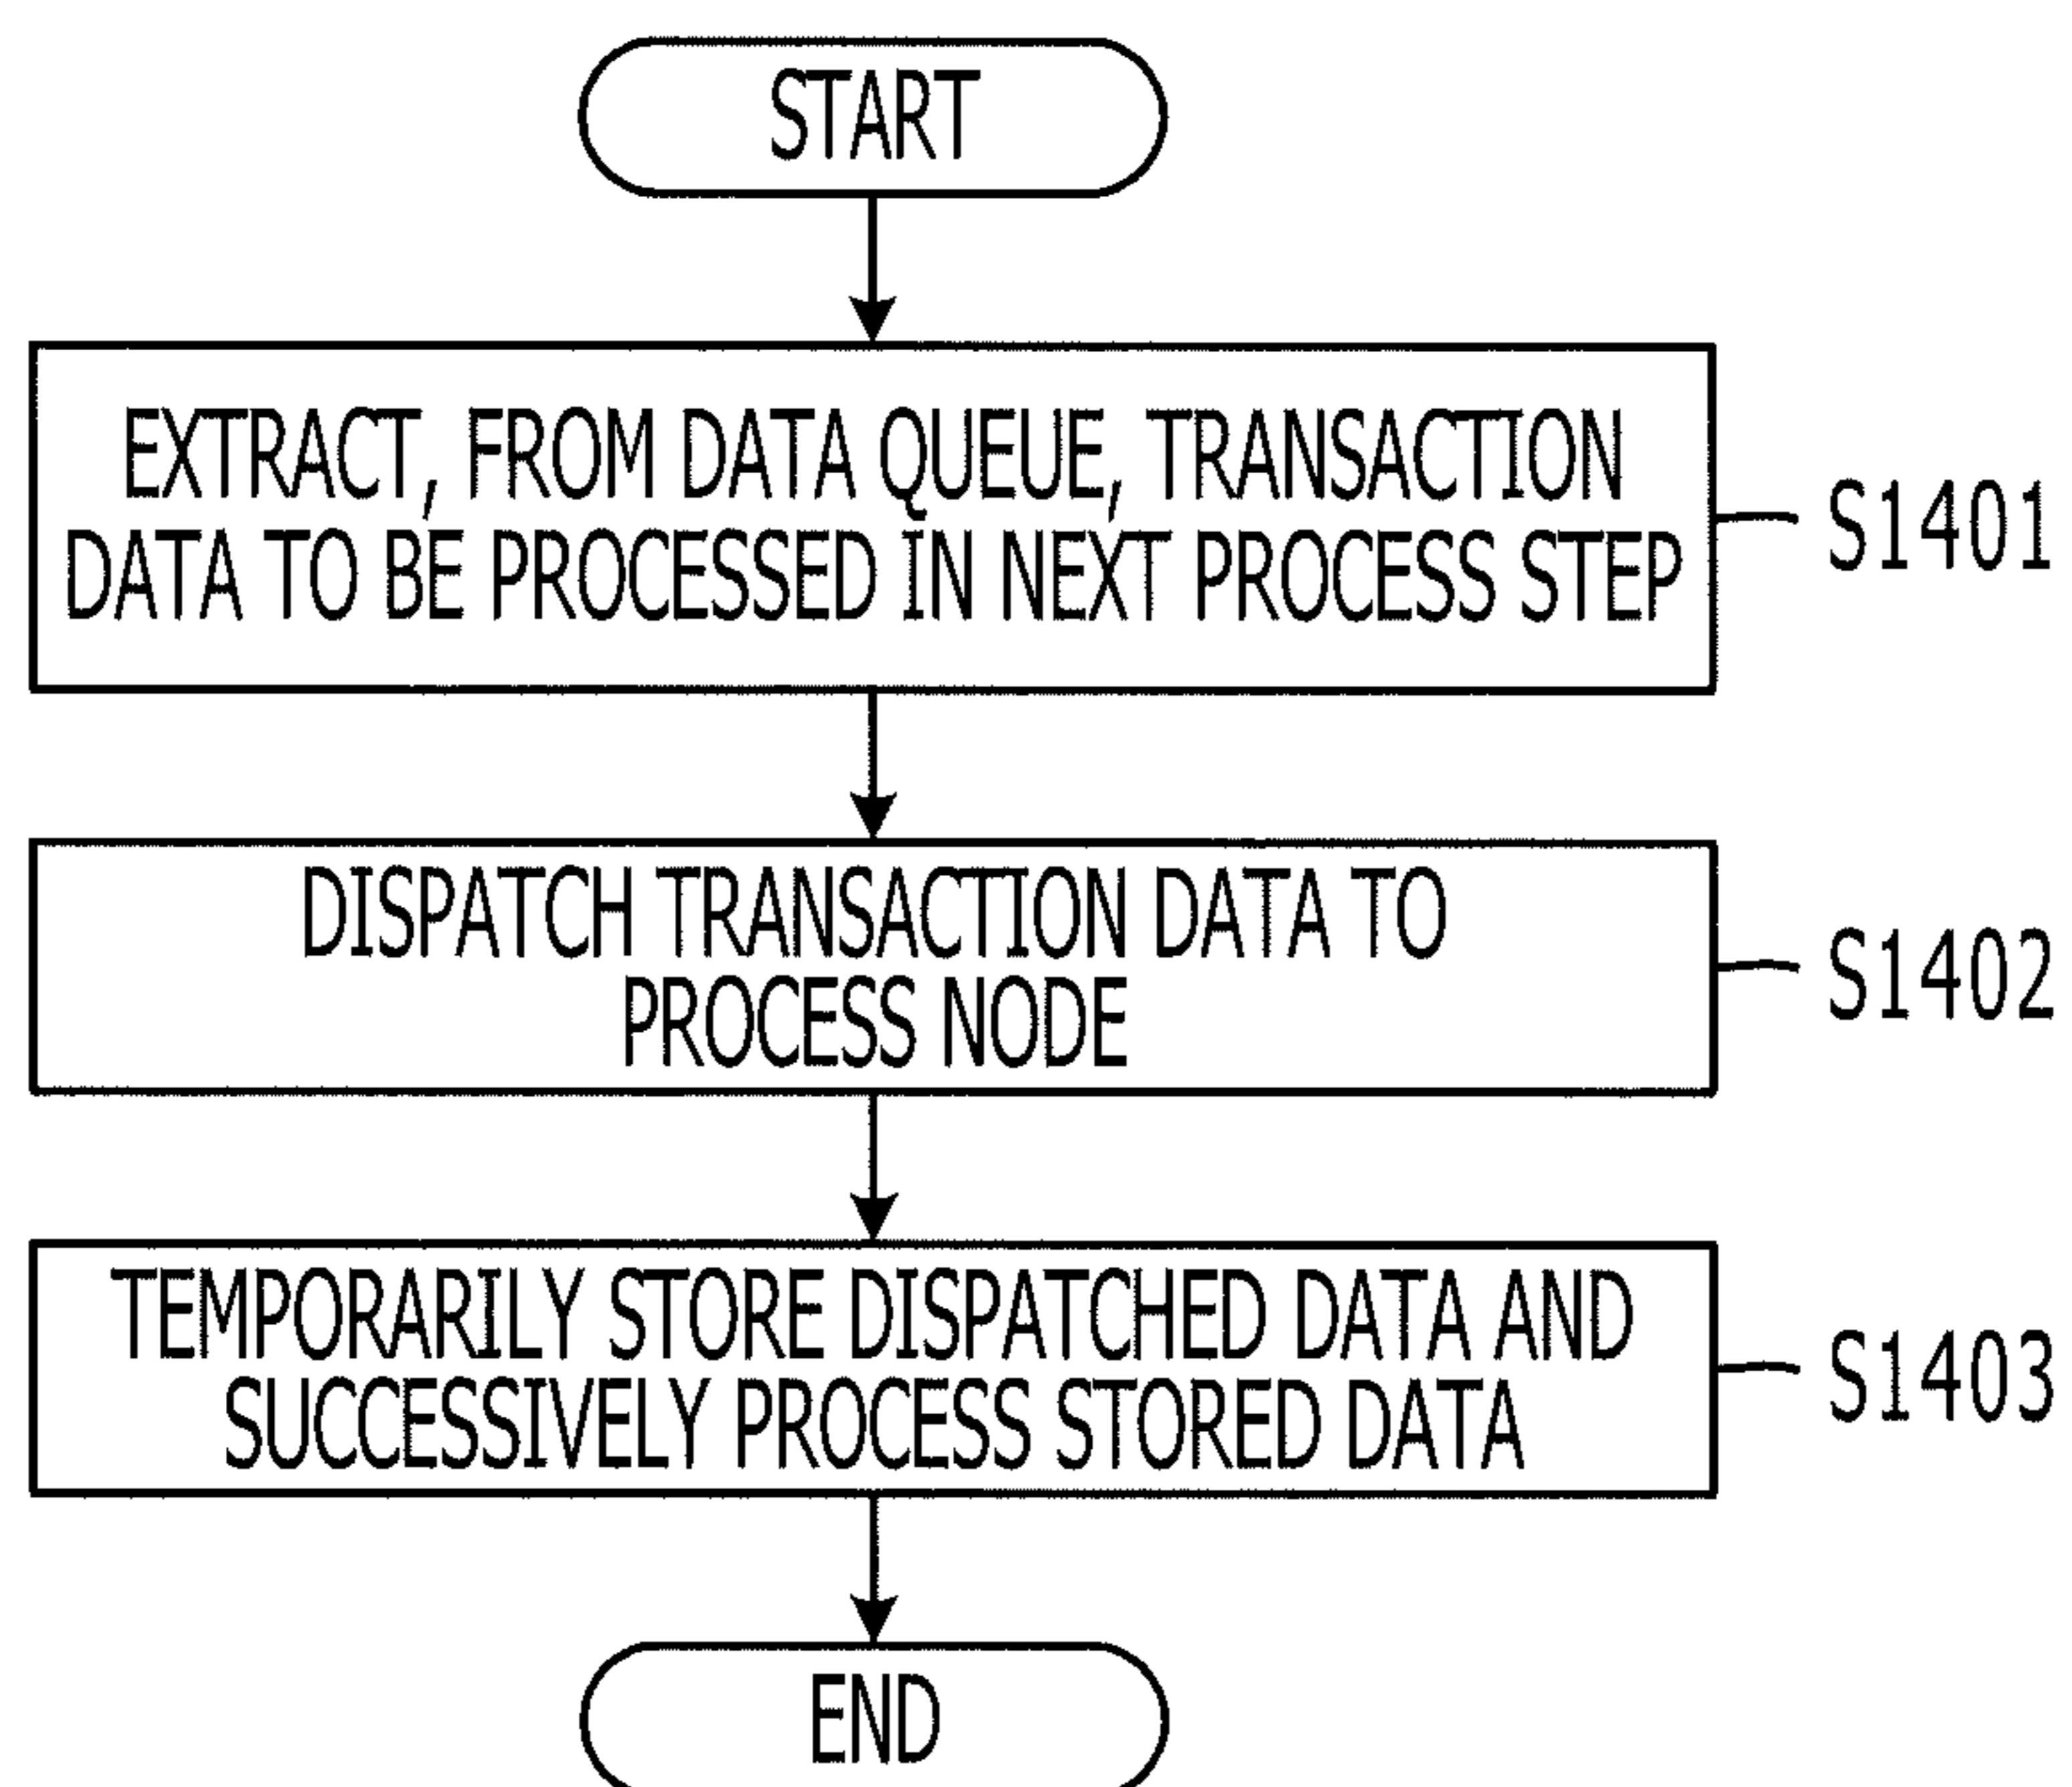 START
EXTRACT, FROM DATA QUEUE, TRANSACTION
DATA TO BE PROCESSED IN NEXT PROCESS STEP
S1401
DISPATCH TRANSACTION DATA TO
PROCESS NODE
S1402
TEMPORARILY STORE DISPATCHED DATA AND
SUCCESSIVELY PROCESS STORED DATA
S1403
END